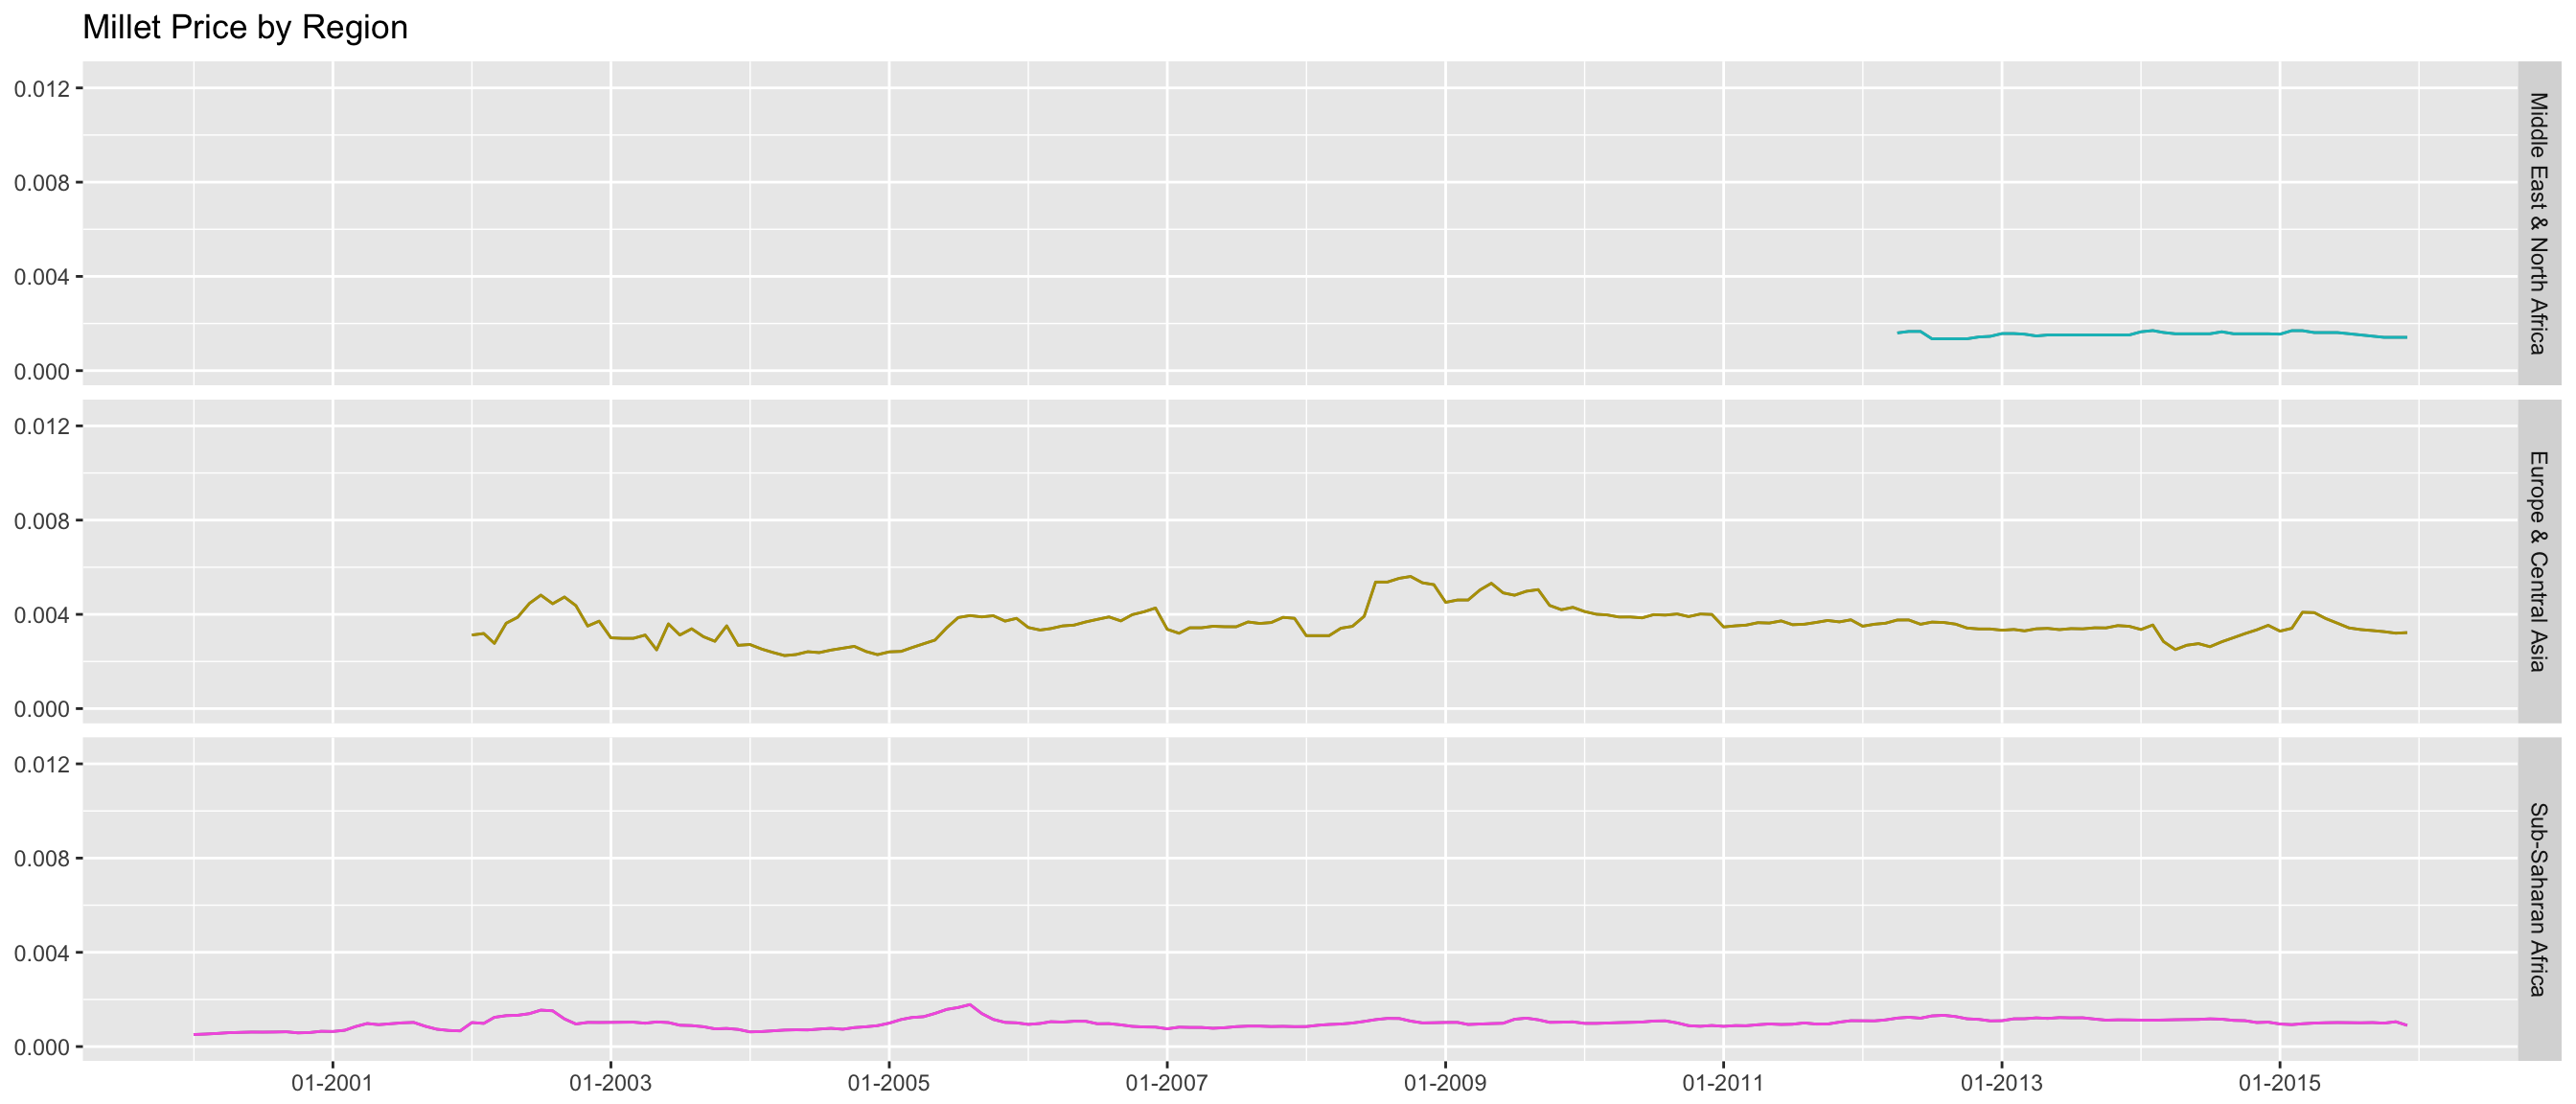 Millet Price by Region
0.012
0.008
0.004
0.000
Middle East & North Africa
0.012
0.008
0.004
0.000
Europe & Central Asia
0.012
0.008
0.004
0.000
Sub-Saharan Africa
01-2001 01-2003 01-2005 01-2007 01-2009 01-2011 01-2013 01-2015